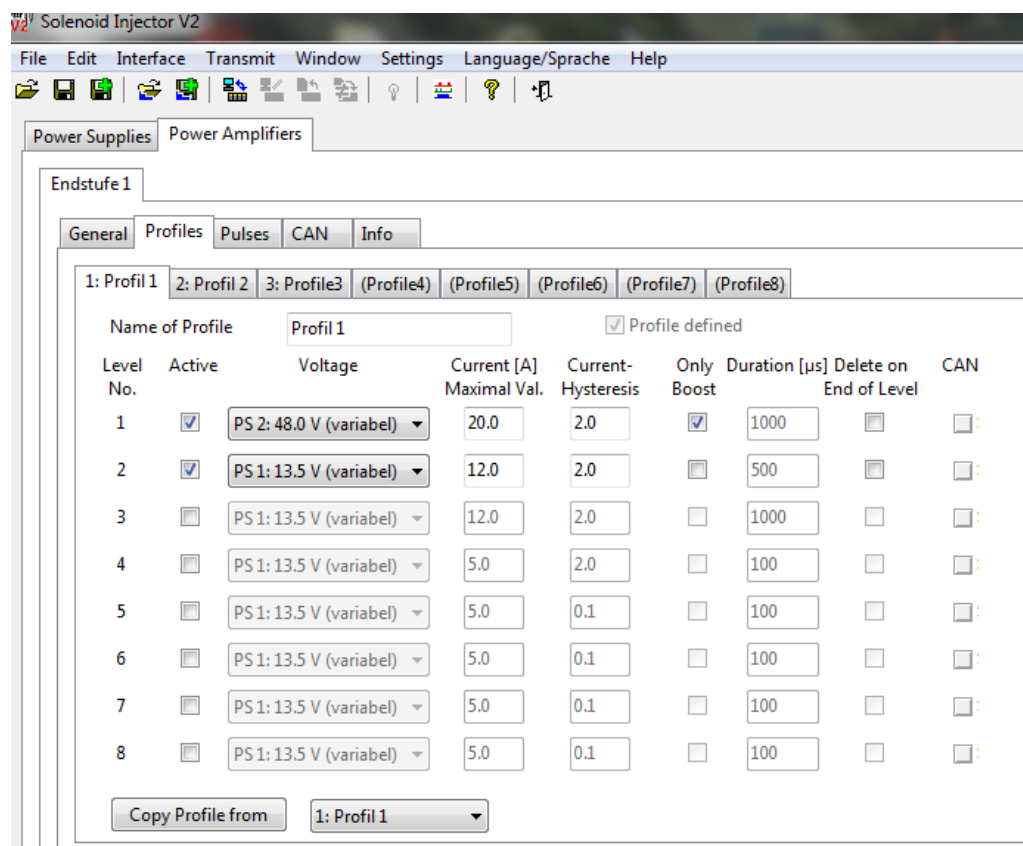 V2 Solenoid Injector V2
File Edit Interface Transmit Window Settings Language/Sprache Help
Power Supplies Power Amplifiers
Endstufe 1
General Profiles Pulses CAN Info
1: Profil 1 2: Profil 2 3: Profile3 (Profile4) (Profile5) (Profile6) (Profile7) (Profile8)
Name of Profile Profil 1 Profile defined
Level Active Voltage Current [A] Current- Only Duration [µs] Delete on CAN
No. Maximal Val. Hysteresis Boost End of Level
1 PS 2: 48.0 V (variabel) 20.0 2.0 1000
2 PS 1: 13.5 V (variabel) 12.0 2.0 500
3 PS 1: 13.5 V (variabel) 12.0 2.0 1000
4 PS 1: 13.5 V (variabel) 5.0 2.0 100
5 PS 1: 13.5 V (variabel) 5.0 0.1 100
6 PS 1: 13.5 V (variabel) 5.0 0.1 100
7 PS 1: 13.5 V (variabel) 5.0 0.1 100
8 PS 1: 13.5 V (variabel) 5.0 0.1 100
Copy Profile from 1: Profil 1